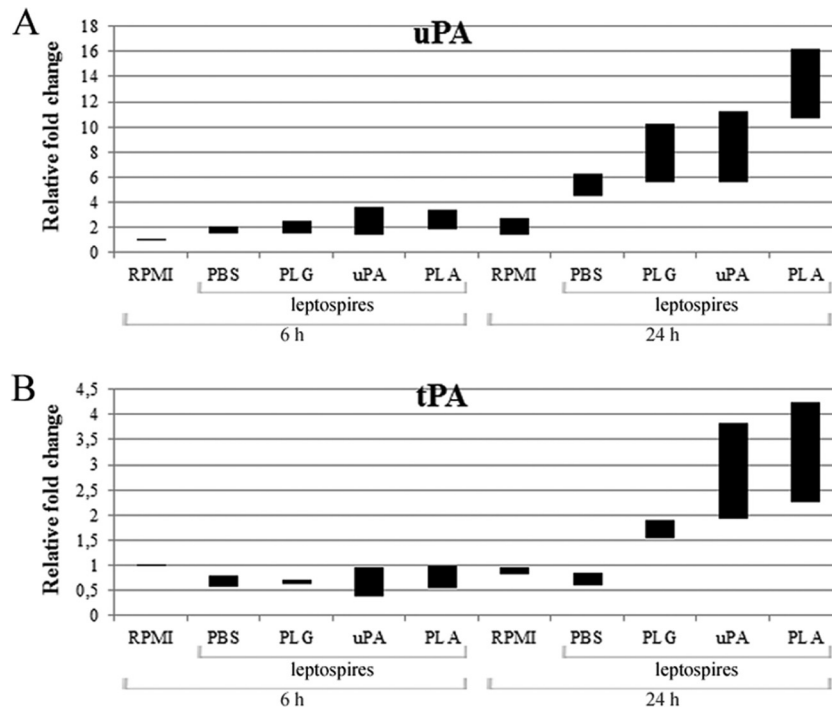 A
uPA
Relative fold change
18
16
14
12
10
8
6
4
2
0
RPMI PBS PLG uPA PLA RPMI PBS PLG uPA PLA
leptospires leptospires
6 h 24 h
B
tPA
Relative fold change
4,5
4
3,5
3
2,5
2
1,5
1
0,5
0
RPMI PBS PLG uPA PLA RPMI PBS PLG uPA PLA
leptospires leptospires
6 h 24 h